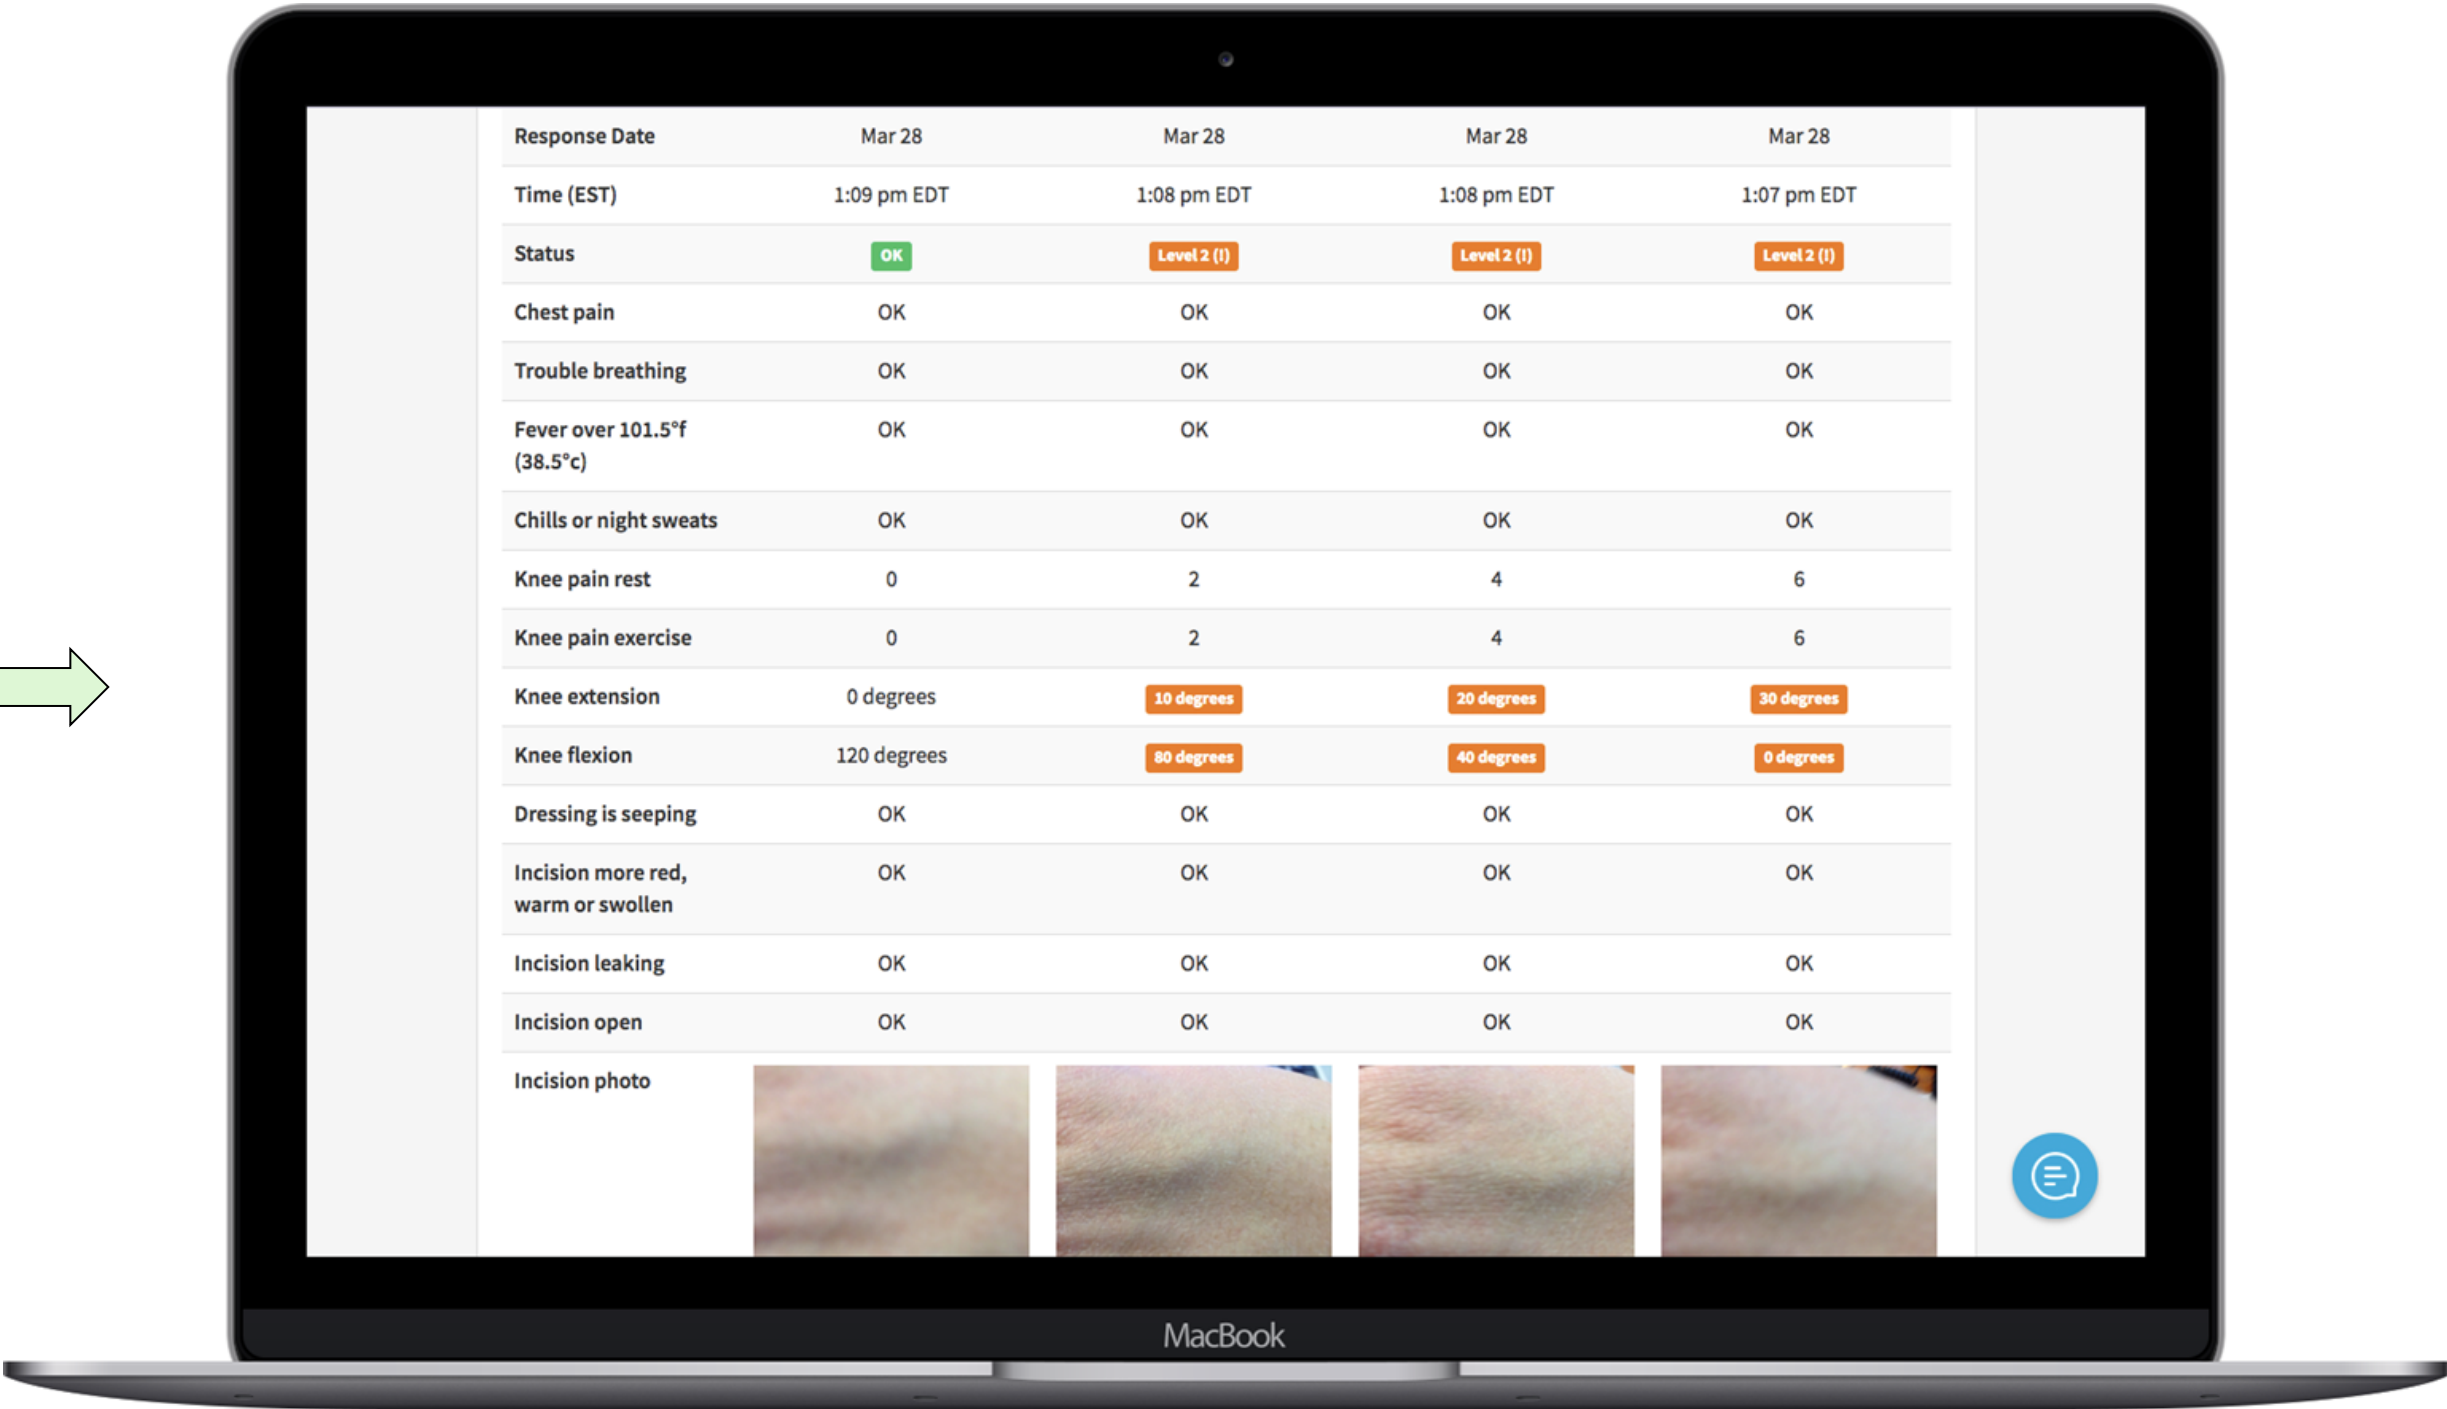 Response Date Mar 28 Mar 28 Mar 28 Mar 28
Time (EST) 1:09 pm EDT 1:08 pm EDT 1:08 pm EDT 1:07 pm EDT
Status OK Level 2 (I) Level 2 (I) Level 2 (I)
Chest pain OK OK OK OK
Trouble breathing OK OK OK OK
Fever over 101.5°f OK OK OK OK
(38.5°c)
Chills or night sweats OK OK OK OK
Knee pain rest 0 2 4 6
Knee pain exercise 0 2 4 6
Knee extension 0 degrees 10 degrees 20 degrees 30 degrees
Knee flexion 120 degrees 80 degrees 40 degrees 0 degrees
Dressing is seeping OK OK OK OK
Incision more red, OK OK OK OK
warm or swollen
Incision leaking OK OK OK OK
Incision open OK OK OK OK
Incision photo
MacBook